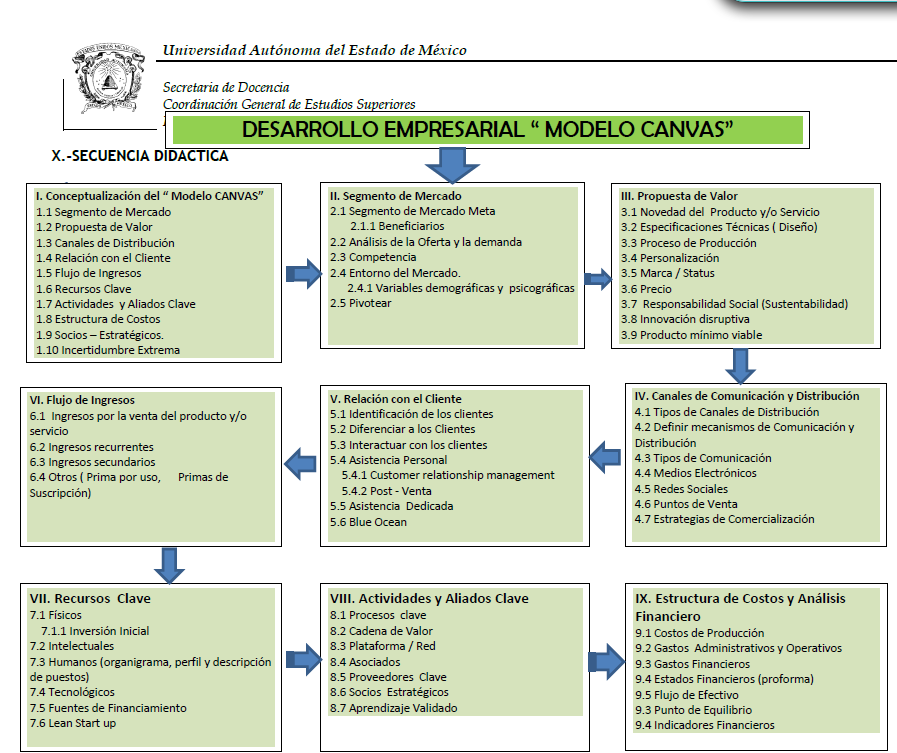 Universidad Autónoma del Estado de México
Secretaria de Docencia
Coordinación General de Estudios Superiores
DESARROLLO EMPRESARIAL “ MODELO CANVAS”
X.-SECUENCIA DIDÁCTICA
I. Conceptualización del “ Modelo CANVAS”
1.1 Segmento de Mercado
1.2 Propuesta de Valor
1.3 Canales de Distribución
1.4 Relación con el Cliente
1.5 Flujo de Ingresos
1.6 Recursos Clave
1.7 Actividades y Aliados Clave
1.8 Estructura de Costos
1.9 Socios – Estratégicos.
1.10 Incertidumbre Extrema
II. Segmento de Mercado
2.1 Segmento de Mercado Meta
2.1.1 Beneficiarios
2.2 Análisis de la Oferta y la demanda
2.3 Competencia
2.4 Entorno del Mercado.
2.4.1 Variables demográficas y psicográficas
2.5 Pivotear
III. Propuesta de Valor
3.1 Novedad del Producto y/o Servicio
3.2 Especificaciones Técnicas ( Diseño)
3.3 Proceso de Producción
3.4 Personalización
3.5 Marca / Status
3.6 Precio
3.7 Responsabilidad Social (Sustentabilidad)
3.8 Innovación disruptiva
3.9 Producto mínimo viable
IV. Canales de Comunicación y Distribución
4.1 Tipos de Canales de Distribución
4.2 Definir mecanismos de Comunicación y
Distribución
4.3 Tipos de Comunicación
4.4 Medios Electrónicos
4.5 Redes Sociales
4.6 Puntos de Venta
4.7 Estrategias de Comercialización
V. Relación con el Cliente
5.1 Identificación de los clientes
5.2 Diferenciar a los Clientes
5.3 Interactuar con los clientes
5.4 Asistencia Personal
5.4.1 Customer relationship management
5.4.2 Post - Venta
5.5 Asistencia Dedicada
5.6 Blue Ocean
VI. Flujo de Ingresos
6.1 Ingresos por la venta del producto y/o
servicio
6.2 Ingresos recurrentes
6.3 Ingresos secundarios
6.4 Otros ( Prima por uso, Primas de
Suscripción)
VII. Recursos Clave
7.1 Físicos
7.1.1 Inversión Inicial
7.2 Intelectuales
7.3 Humanos (organigrama, perfil y descripción
de puestos)
7.4 Tecnológicos
7.5 Fuentes de Financiamiento
7.6 Lean Start up
VIII. Actividades y Aliados Clave
8.1 Procesos clave
8.2 Cadena de Valor
8.3 Plataforma / Red
8.4 Asociados
8.5 Proveedores Clave
8.6 Socios Estratégicos
8.7 Aprendizaje Validado
IX. Estructura de Costos y Análisis
Financiero
9.1 Costos de Producción
9.2 Gastos Administrativos y Operativos
9.3 Gastos Financieros
9.4 Estados Financieros (proforma)
9.5 Flujo de Efectivo
9.3 Punto de Equilibrio
9.4 Indicadores Financieros